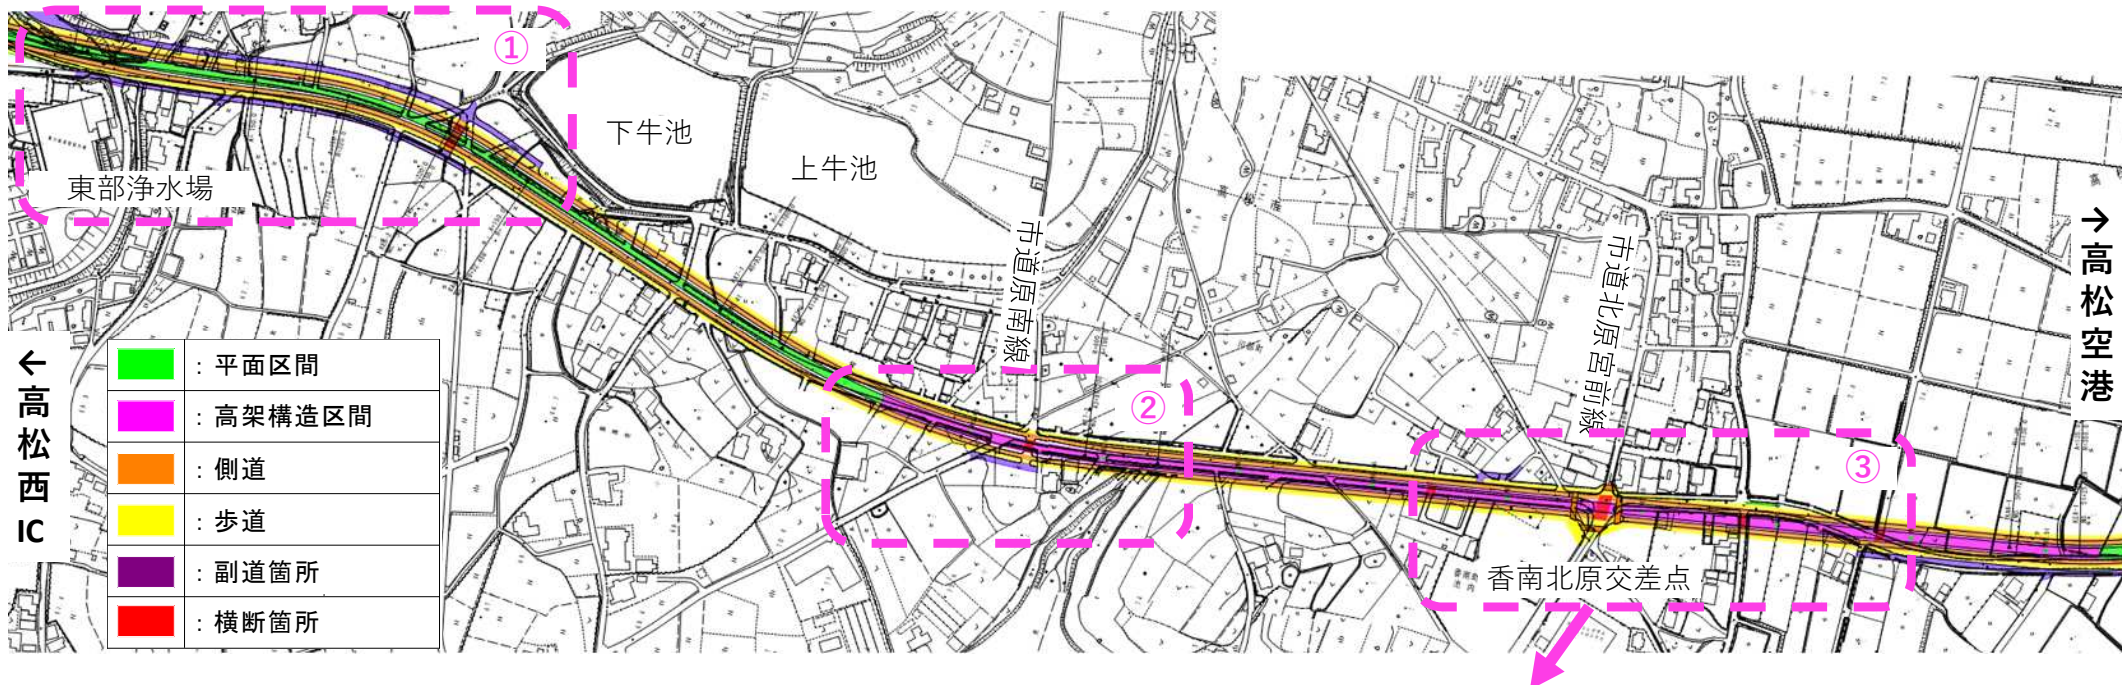 ①
下牛池
上牛池
東部浄水場
市道原南線
市道北原宮前線
→高松空港
←高松西IC
：平面区間
：高架構造区間
：側道
：歩道
：副道箇所
：横断箇所
②
③
香南北原交差点